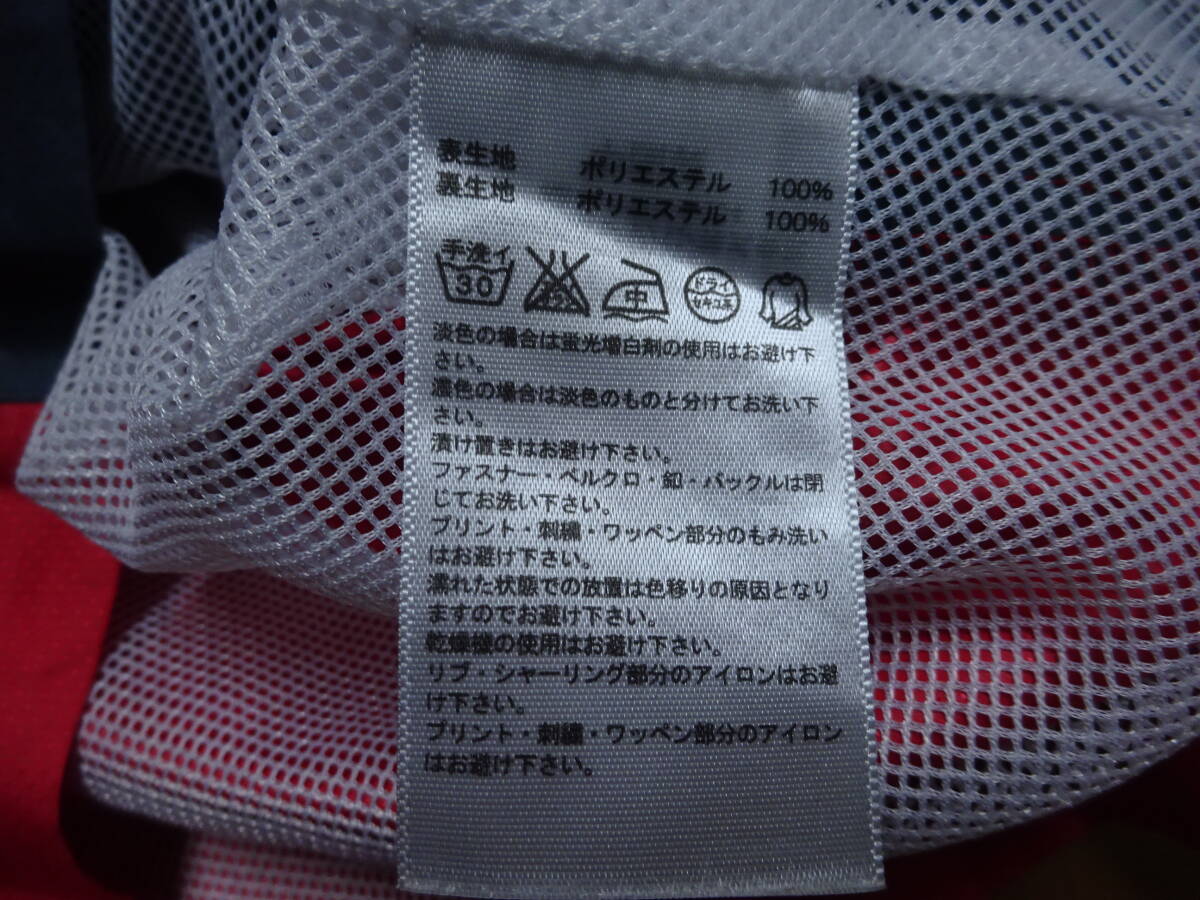 表生地 ポリエステル 100%
裏生地 ポリエステル 100%
手洗イ
30 中 ドライ
セキユ系
淡色の場合は蛍光増白剤の使用はお避け下
さい。
濃色の場合は淡色のものと分けてお洗い下
さい。
漬け置きはお避け下さい。
ファスナー・ベルクロ・釦・バックルは閉
じてお洗い下さい。
プリント・刺繍・ワッペン部分のもみ洗い
はお避け下さい。
濡れた状態での放置は色移りの原因となり
ますのでお避け下さい。
乾燥機の使用はお避け下さい。
リブ・シャーリング部分のアイロンはお避
け下さい。
プリント・刺繍・ワッペン部分のアイロン
はお避け下さい。